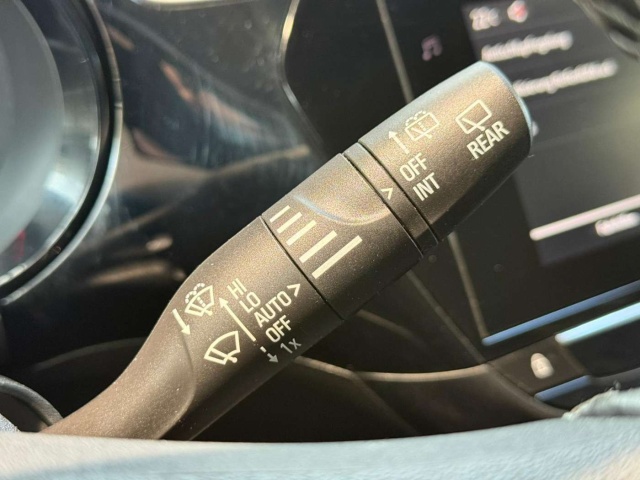 OFF
INT
REAR
HI
LO
AUTO >
OFF
1x